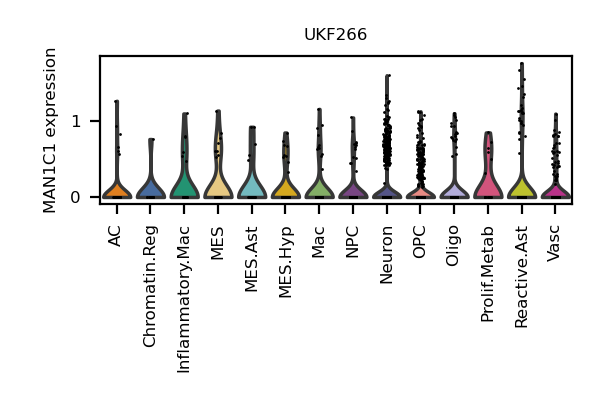 UKF266
MAN1C1 expression
1
0
AC
Chromatin.Reg
Inflammatory.Mac
MES
MES.Ast
MES.Hyp
Mac
NPC
Neuron
OPC
Oligo
Prolif.Metab
Reactive.Ast
Vasc